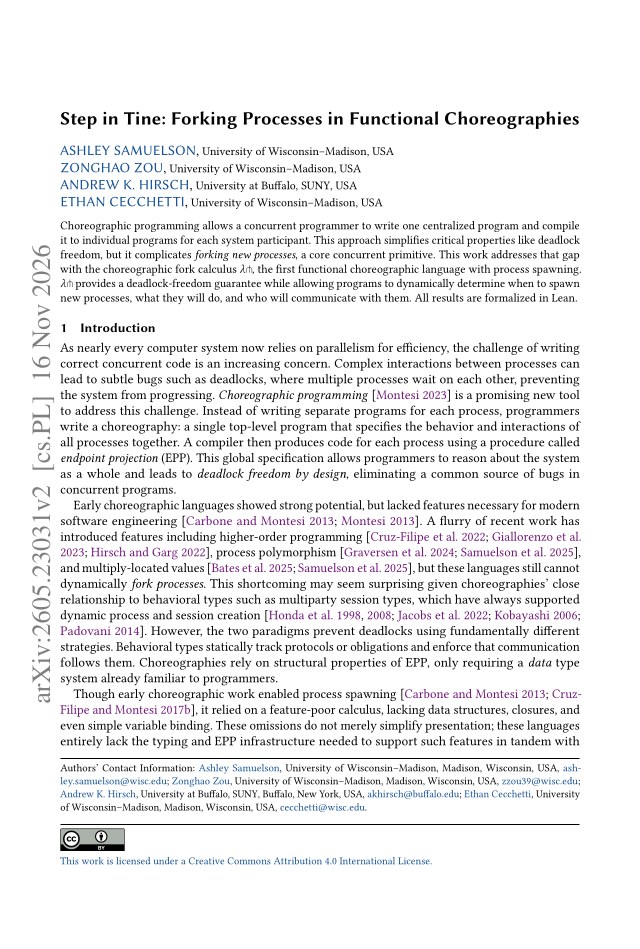 Step in Tine: Forking Processes in Functional Choreographies
ASHLEY SAMUELSON, University of Wisconsin–Madison, USA
ZONGHAO ZOU, University of Wisconsin–Madison, USA
ANDREW K. HIRSCH, University at Buffalo, SUNY, USA
ETHAN CECCHETTI, University of Wisconsin–Madison, USA
Choreographic programming allows a concurrent programmer to write one centralized program and compile
it to individual programs for each system participant. This approach simplifies critical properties like deadlock
freedom, but it complicates forking new processes, a core concurrent primitive. This work addresses that gap
with the choreographic fork calculus λ⋔, the first functional choreographic language with process spawning.
λ⋔ provides a deadlock-freedom guarantee while allowing programs to dynamically determine when to spawn
new processes, what they will do, and who will communicate with them. All results are formalized in Lean.
1 Introduction
As nearly every computer system now relies on parallelism for efficiency, the challenge of writing
correct concurrent code is an increasing concern. Complex interactions between processes can
lead to subtle bugs such as deadlocks, where multiple processes wait on each other, preventing
the system from progressing. Choreographic programming [Montesi 2023] is a promising new tool
to address this challenge. Instead of writing separate programs for each process, programmers
write a choreography: a single top-level program that specifies the behavior and interactions of
all processes together. A compiler then produces code for each process using a procedure called
endpoint projection (EPP). This global specification allows programmers to reason about the system
as a whole and leads to deadlock freedom by design, eliminating a common source of bugs in
concurrent programs.
Early choreographic languages showed strong potential, but lacked features necessary for modern
software engineering [Carbone and Montesi 2013; Montesi 2013]. A flurry of recent work has
introduced features including higher-order programming [Cruz-Filipe et al. 2022; Giallorenzo et al.
2023; Hirsch and Garg 2022], process polymorphism [Graversen et al. 2024; Samuelson et al. 2025],
and multiply-located values [Bates et al. 2025; Samuelson et al. 2025], but these languages still cannot
dynamically fork processes. This shortcoming may seem surprising given choreographies' close
relationship to behavioral types such as multiparty session types, which have always supported
dynamic process and session creation [Honda et al. 1998, 2008; Jacobs et al. 2022; Kobayashi 2006;
Padovani 2014]. However, the two paradigms prevent deadlocks using fundamentally different
strategies. Behavioral types statically track protocols or obligations and enforce that communication
follows them. Choreographies rely on structural properties of EPP, only requiring a data type
system already familiar to programmers.
Though early choreographic work enabled process spawning [Carbone and Montesi 2013; Cruz-
Filipe and Montesi 2017b], it relied on a feature-poor calculus, lacking data structures, closures, and
even simple variable binding. These omissions do not merely simplify presentation; these languages
entirely lack the typing and EPP infrastructure needed to support such features in tandem with
Authors' Contact Information: Ashley Samuelson, University of Wisconsin–Madison, Madison, Wisconsin, USA, ash-
ley.samuelson@wisc.edu; Zonghao Zou, University of Wisconsin–Madison, Madison, Wisconsin, USA, zzou39@wisc.edu;
Andrew K. Hirsch, University at Buffalo, SUNY, Buffalo, New York, USA, akhirsch@buffalo.edu; Ethan Cecchetti, University
of Wisconsin–Madison, Madison, Wisconsin, USA, cecchetti@wisc.edu.
CC BY
This work is licensed under a Creative Commons Attribution 4.0 International License.
arXiv:2605.23031v2 [cs.PL] 16 Nov 2026